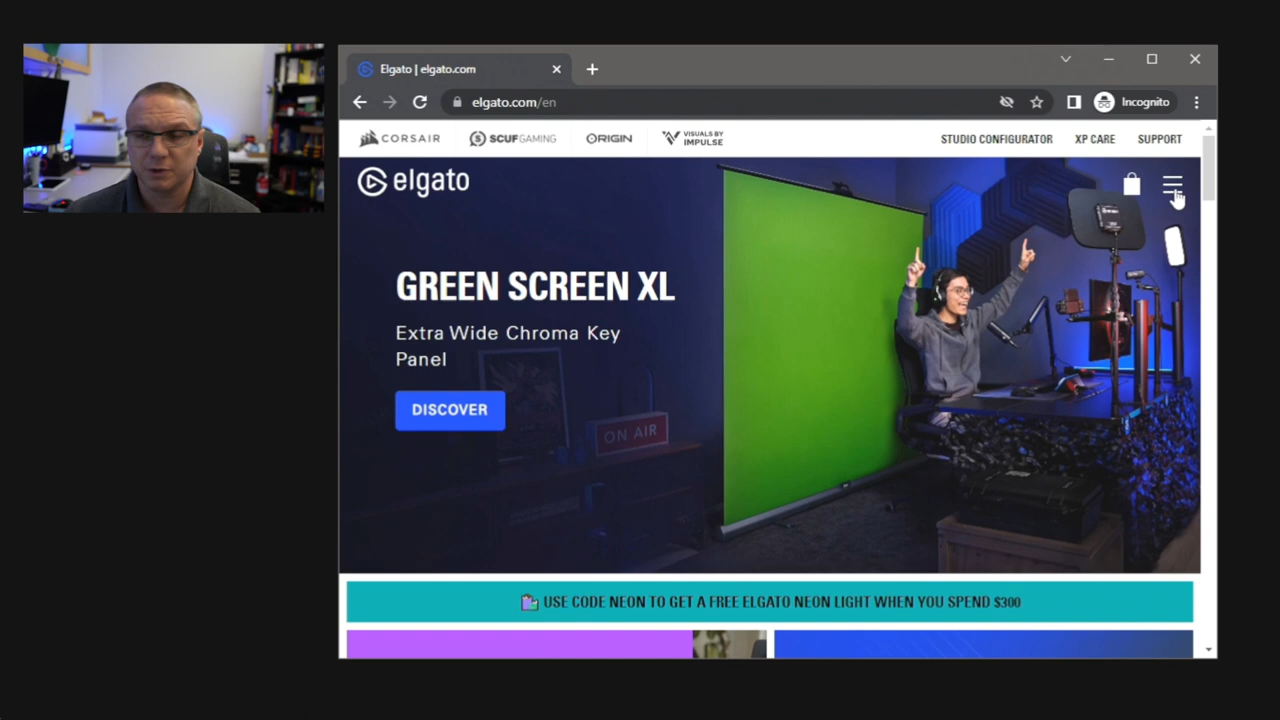 Elgato | elgato.com
elgato.com/en
Incognito
CORSAIR
SCUF GAMING
ORIGIN
VISUALS BY
IMPULSE
STUDIO CONFIGURATOR
XP CARE
SUPPORT
elgato
GREEN SCREEN XL
Extra Wide Chroma Key
Panel
DISCOVER
ON AIR
USE CODE NEON TO GET A FREE ELGATO NEON LIGHT WHEN YOU SPEND $300